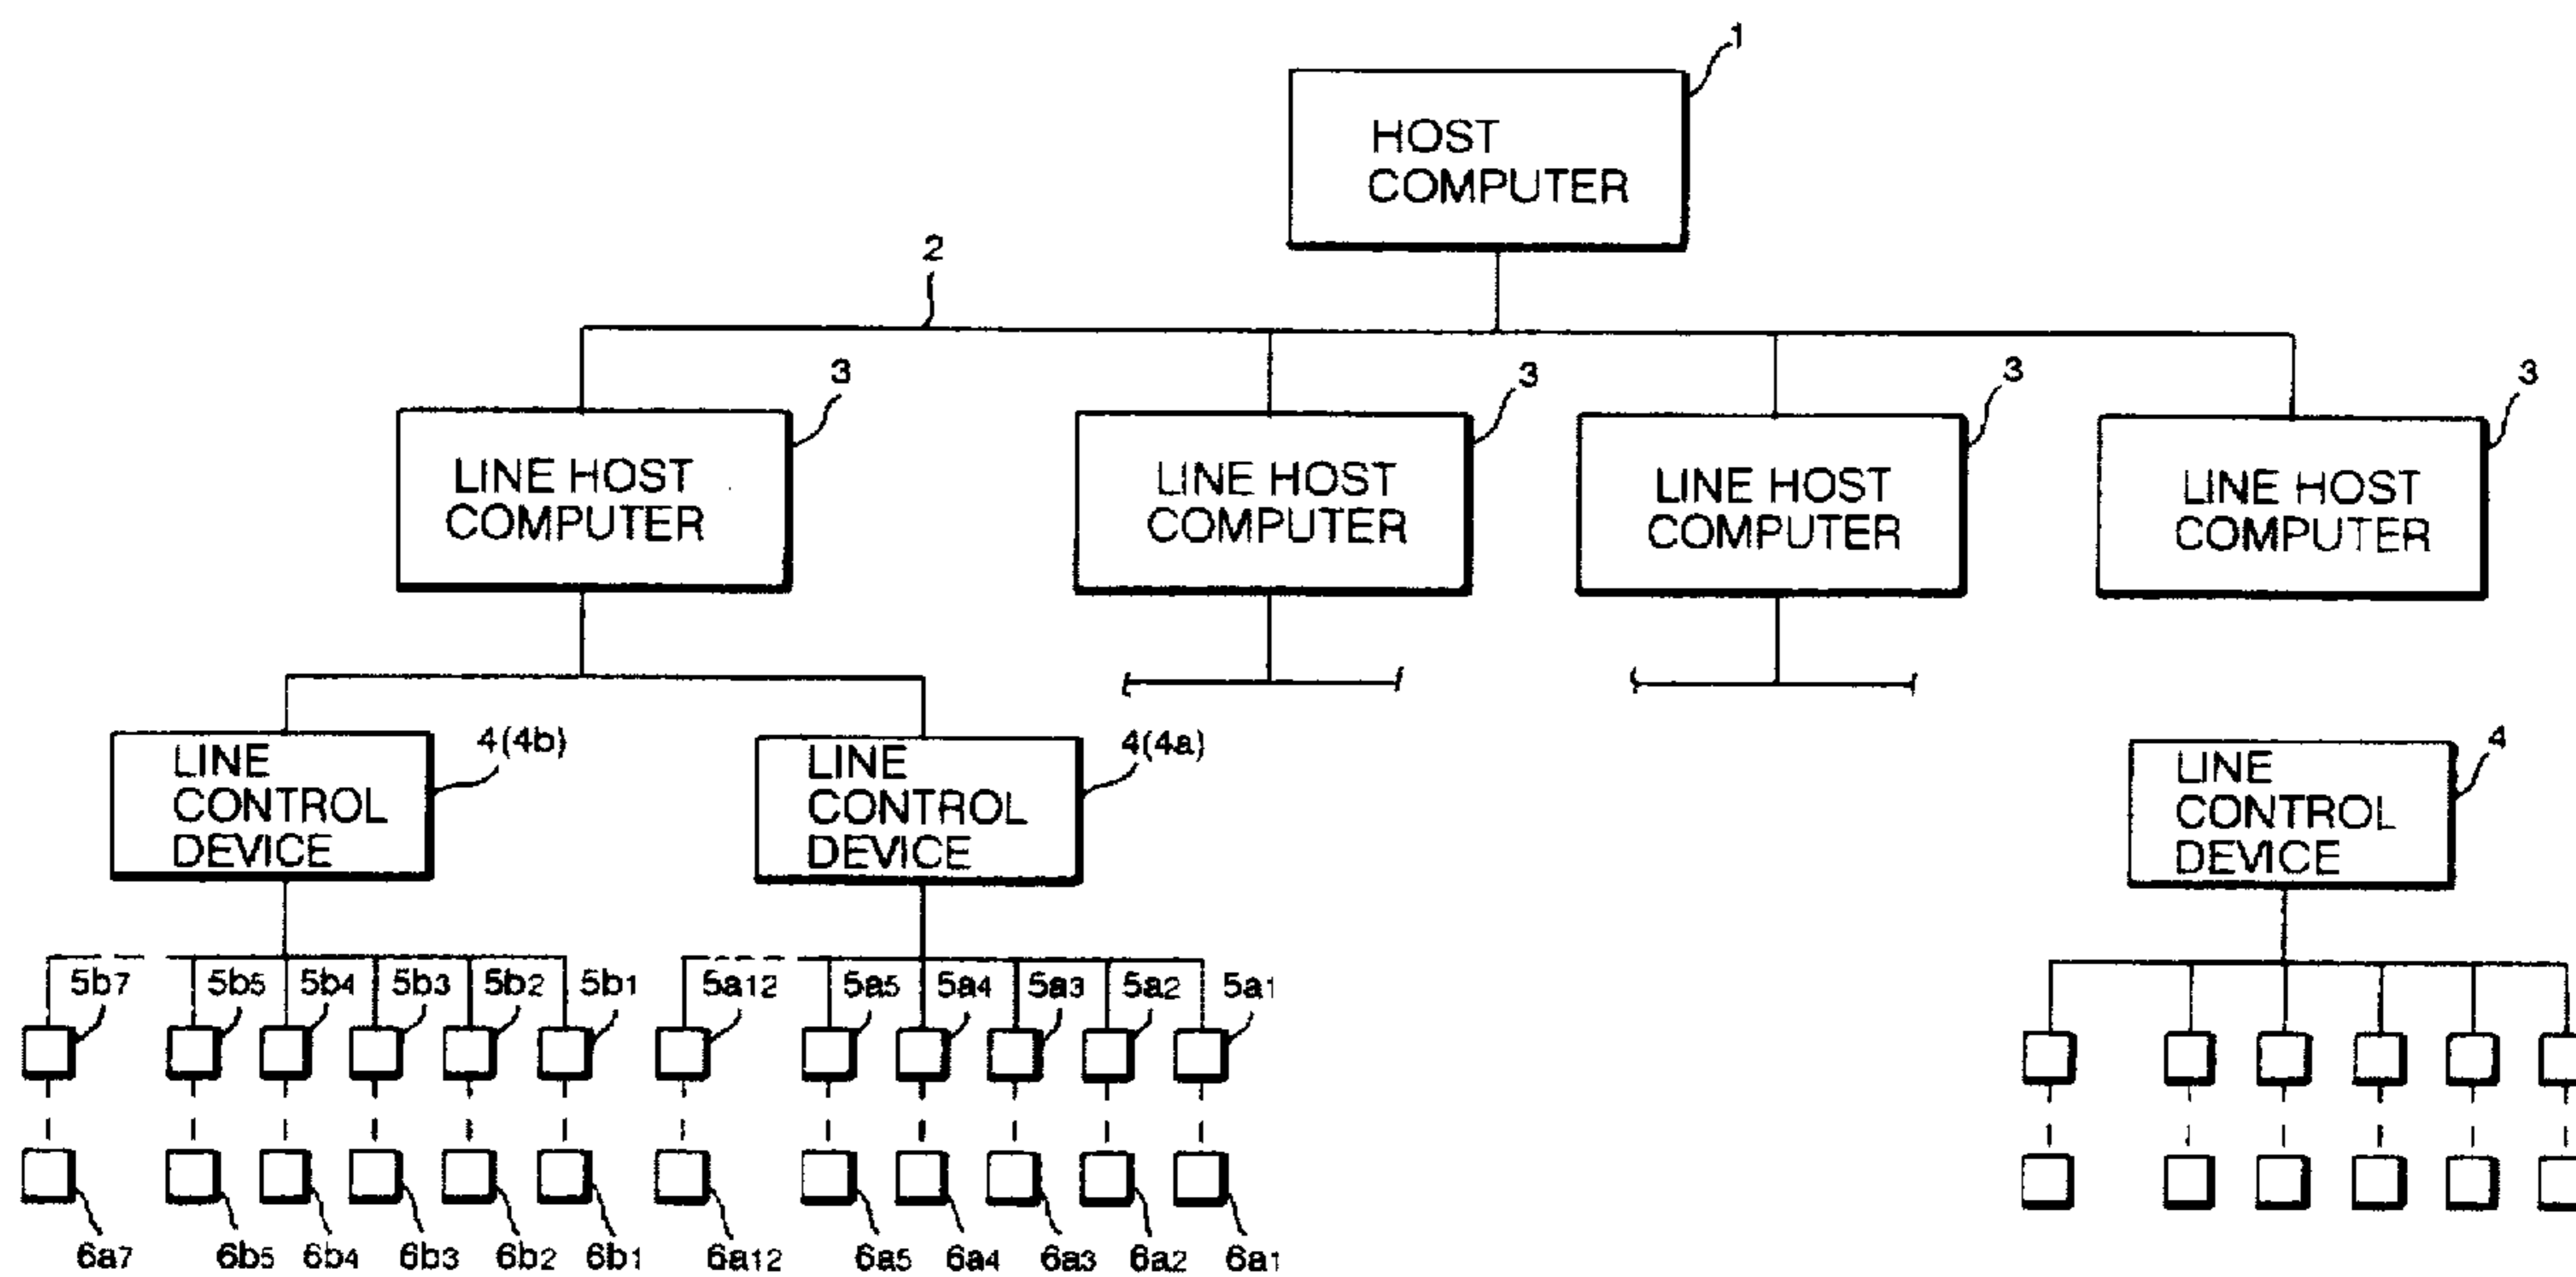 1
HOST
COMPUTER
2
3
3
3
3
LINE HOST
COMPUTER
LINE HOST
COMPUTER
LINE HOST
COMPUTER
LINE HOST
COMPUTER
4(4b)
4(4a)
4
LINE
CONTROL
DEVICE
LINE
CONTROL
DEVICE
LINE
CONTROL
DEVICE
5b7 5b5 5b4 5b3 5b2 5b1 5a12 5a5 5a4 5a3 5a2 5a1
6a7 6b5 6b4 6b3 6b2 6b1 6a12 6a5 6a4 6a3 6a2 6a1